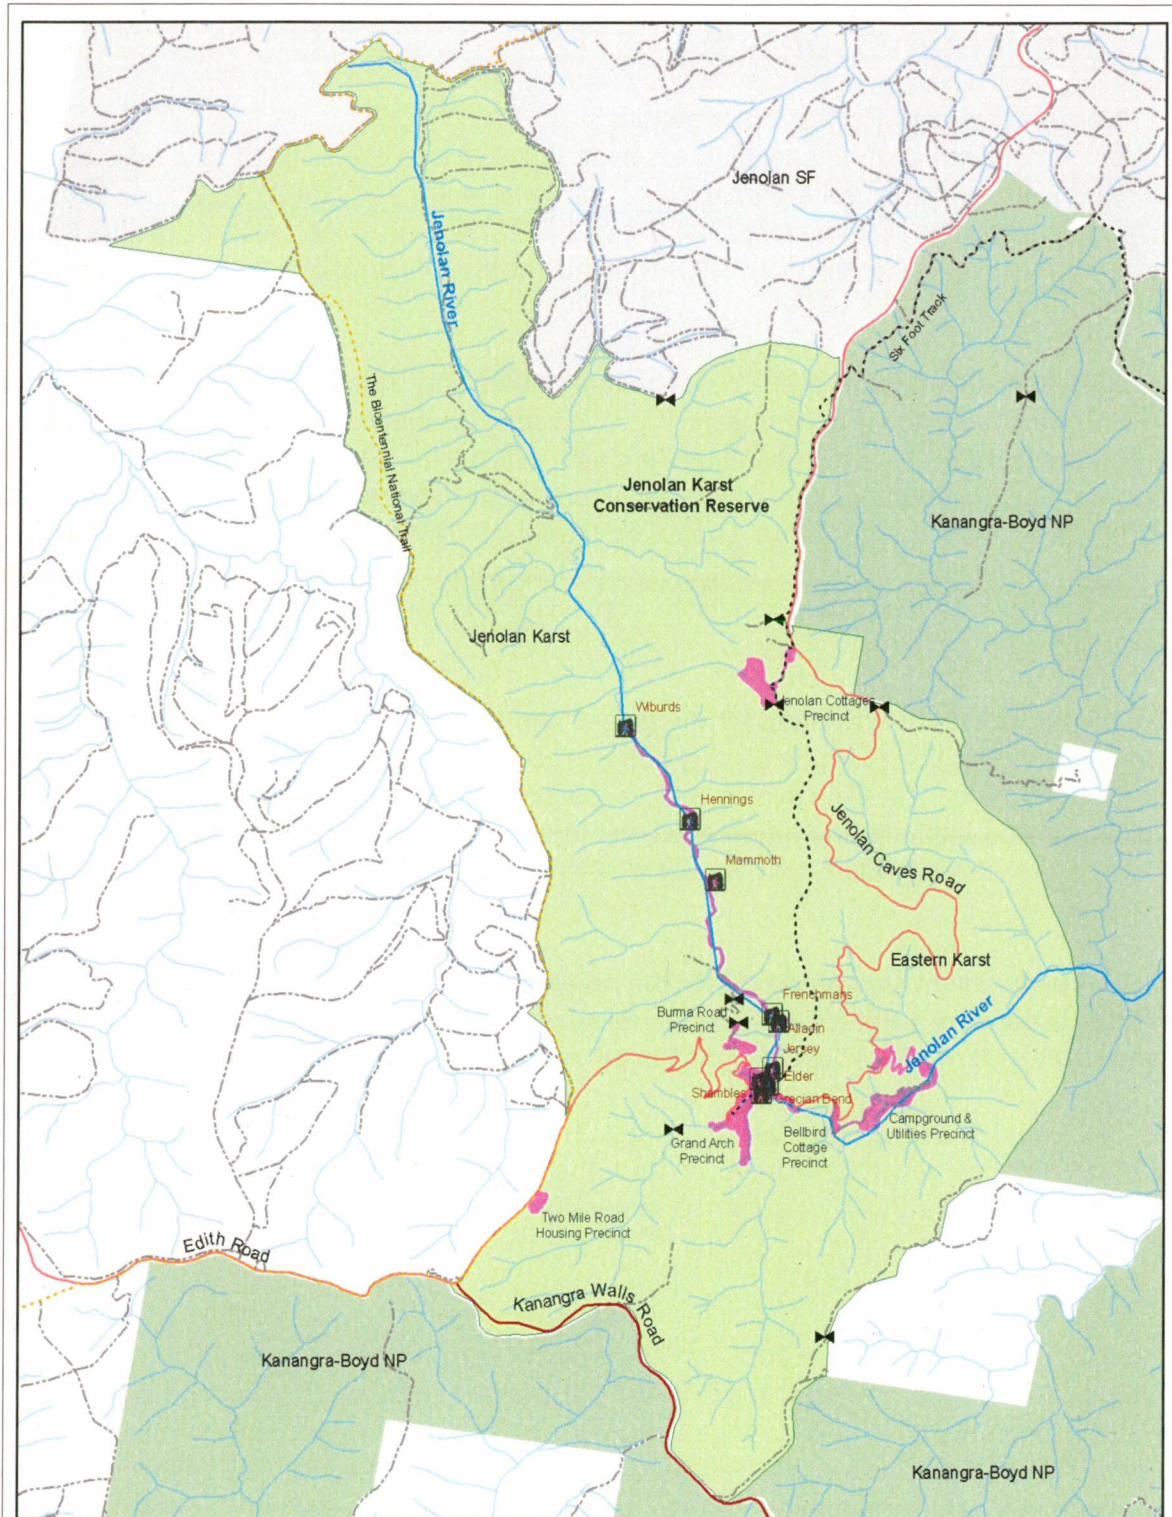 Jenolan SF
Jenolan River
Six Foot Track
The Bicentennial National Trail
Jenolan Karst
Conservation Reserve
Kanangra-Boyd NP
Jenolan Karst
Jenolan Cottages
Precinct
Wiburds
Hennings
Jenolan Caves Road
Mammoth
Eastern Karst
Frenchmans
Burma Road
Precinct
Aladin
Jenolan River
Jersey
Elder
Shambles
Grecian Bend
Campground &
Utilities Precinct
Bellbird
Cottage
Precinct
Grand Arch
Precinct
Two Mile Road
Housing Precinct
Edith Road
Kanangra Walls Road
Kanangra-Boyd NP
Kanangra-Boyd NP